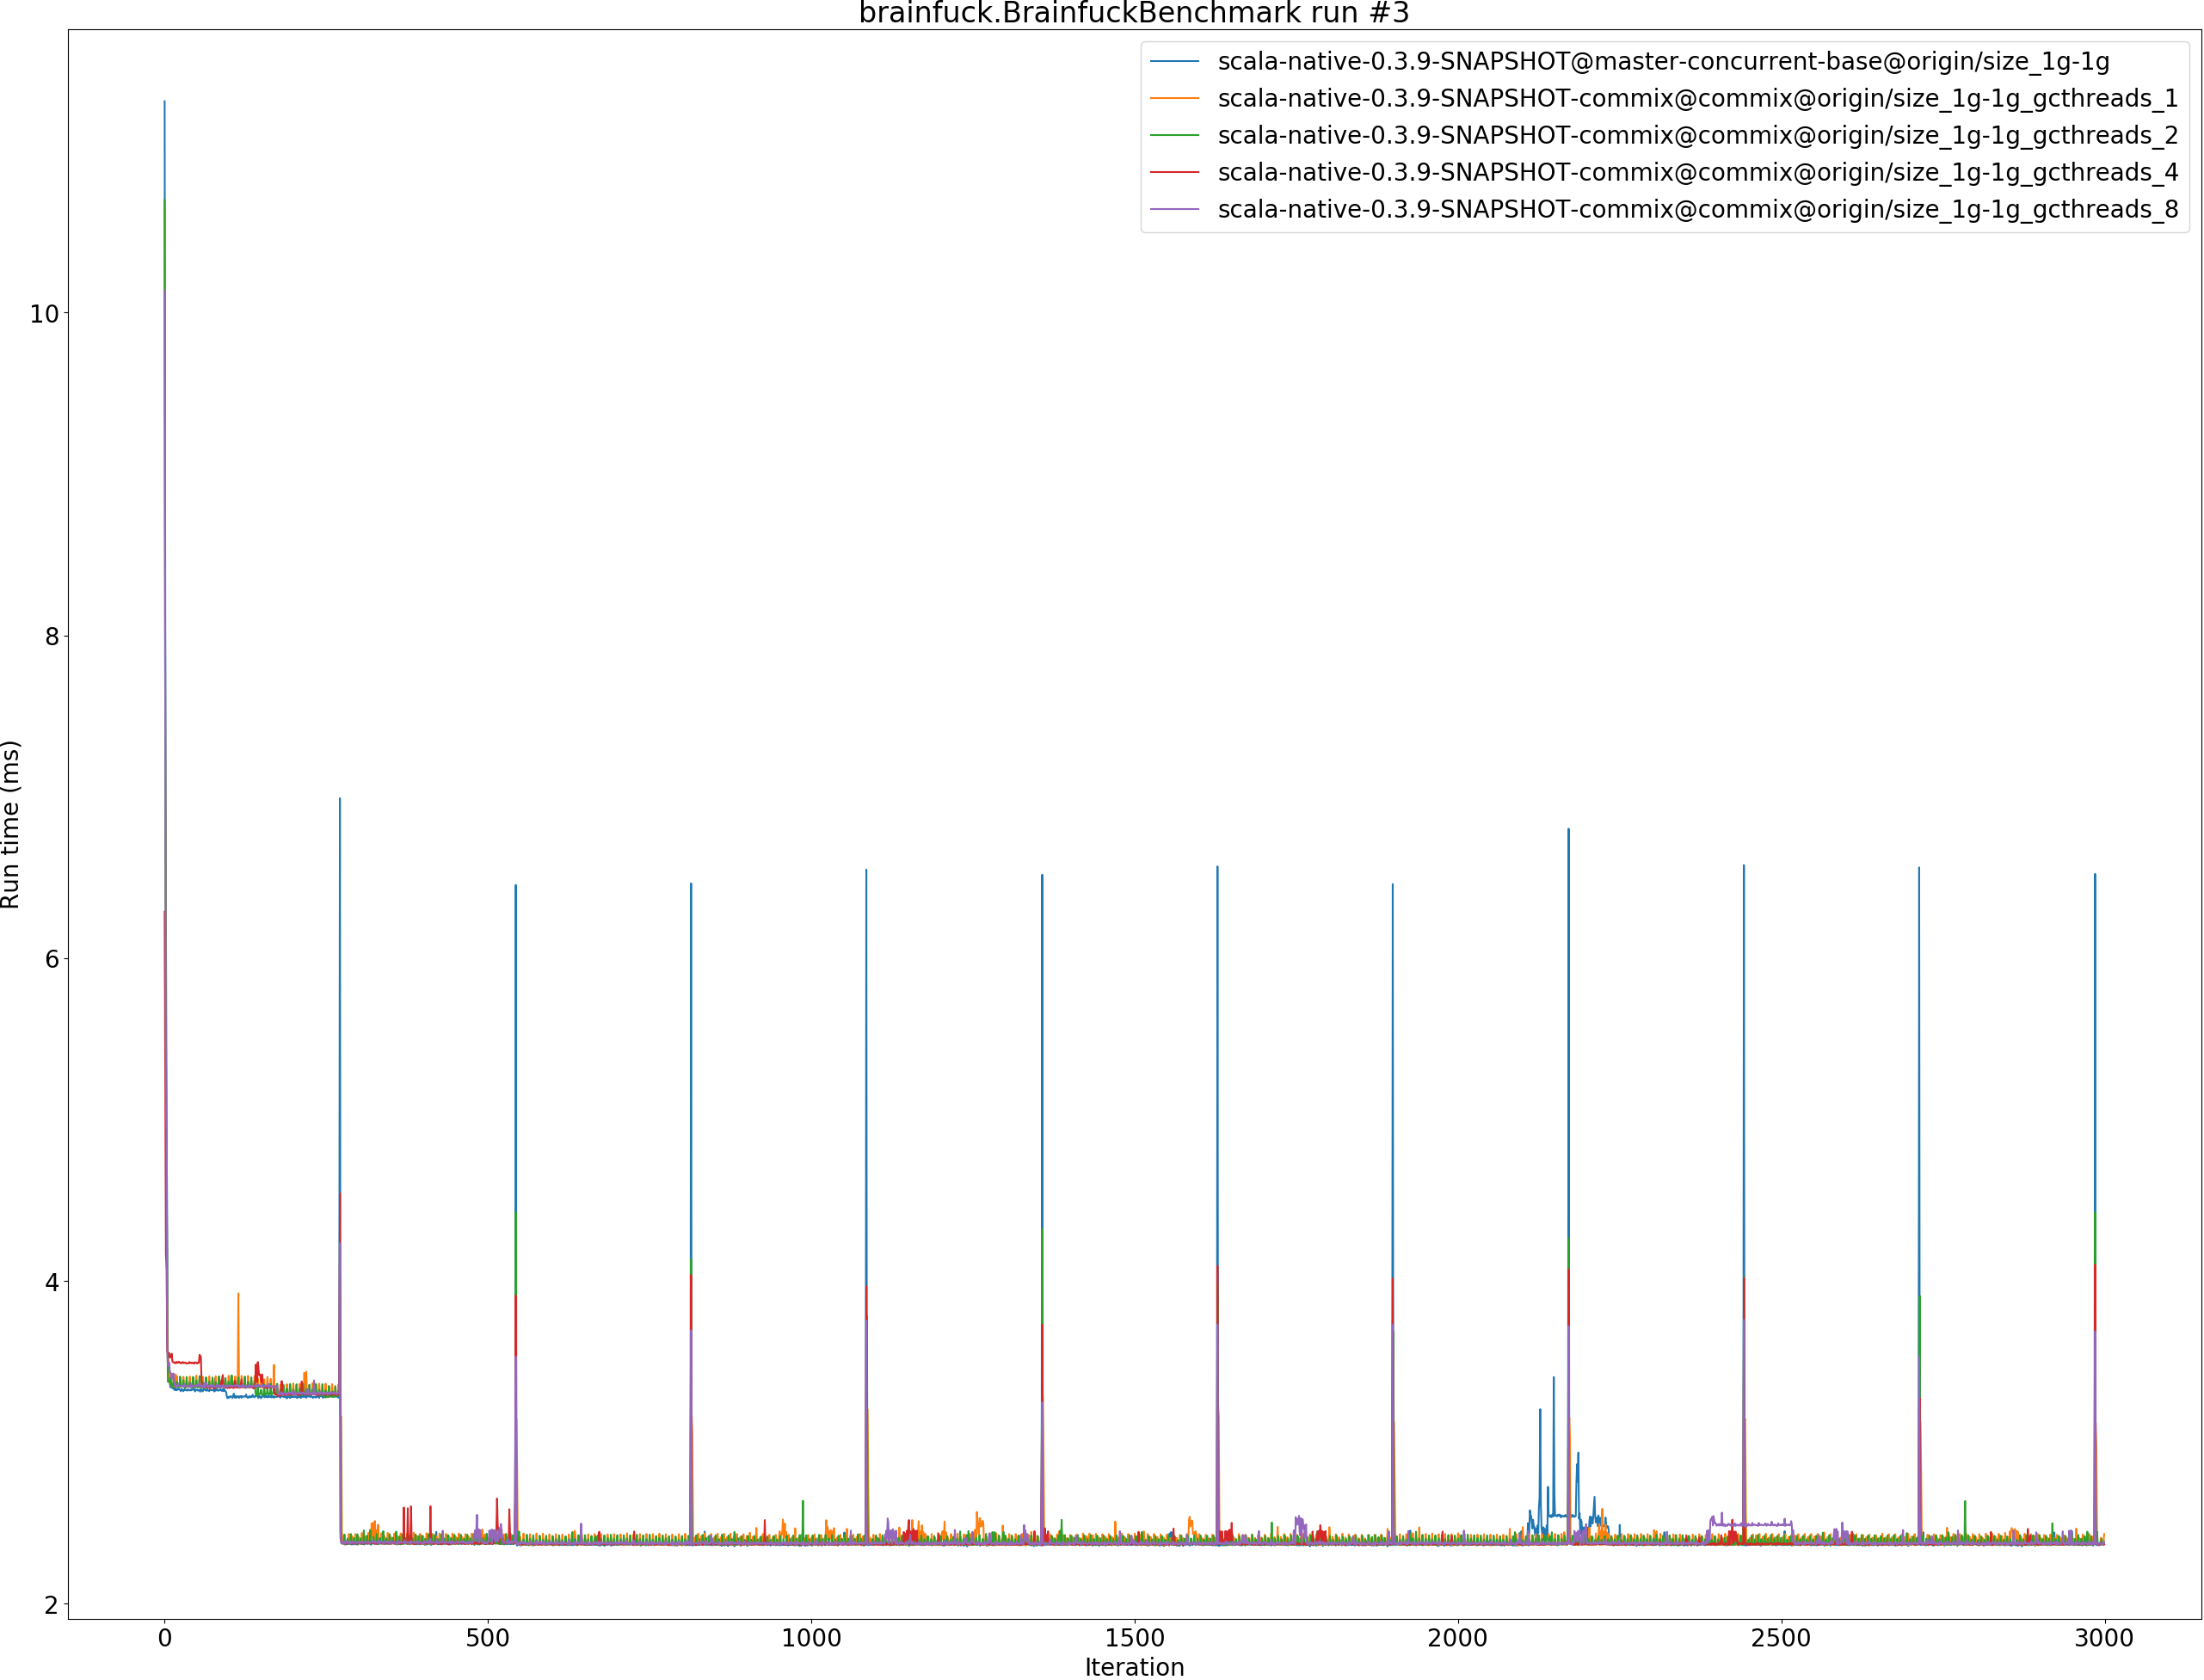 brainfuck.BrainfuckBenchmark run #3
scala-native-0.3.9-SNAPSHOT@master-concurrent-base@origin/size_1g-1g
scala-native-0.3.9-SNAPSHOT-commix@commix@origin/size_1g-1g_gcthreads_1
scala-native-0.3.9-SNAPSHOT-commix@commix@origin/size_1g-1g_gcthreads_2
scala-native-0.3.9-SNAPSHOT-commix@commix@origin/size_1g-1g_gcthreads_4
scala-native-0.3.9-SNAPSHOT-commix@commix@origin/size_1g-1g_gcthreads_8
Run time (ms)
10
8
6
4
2
0 500 1000 1500 2000 2500 3000
Iteration